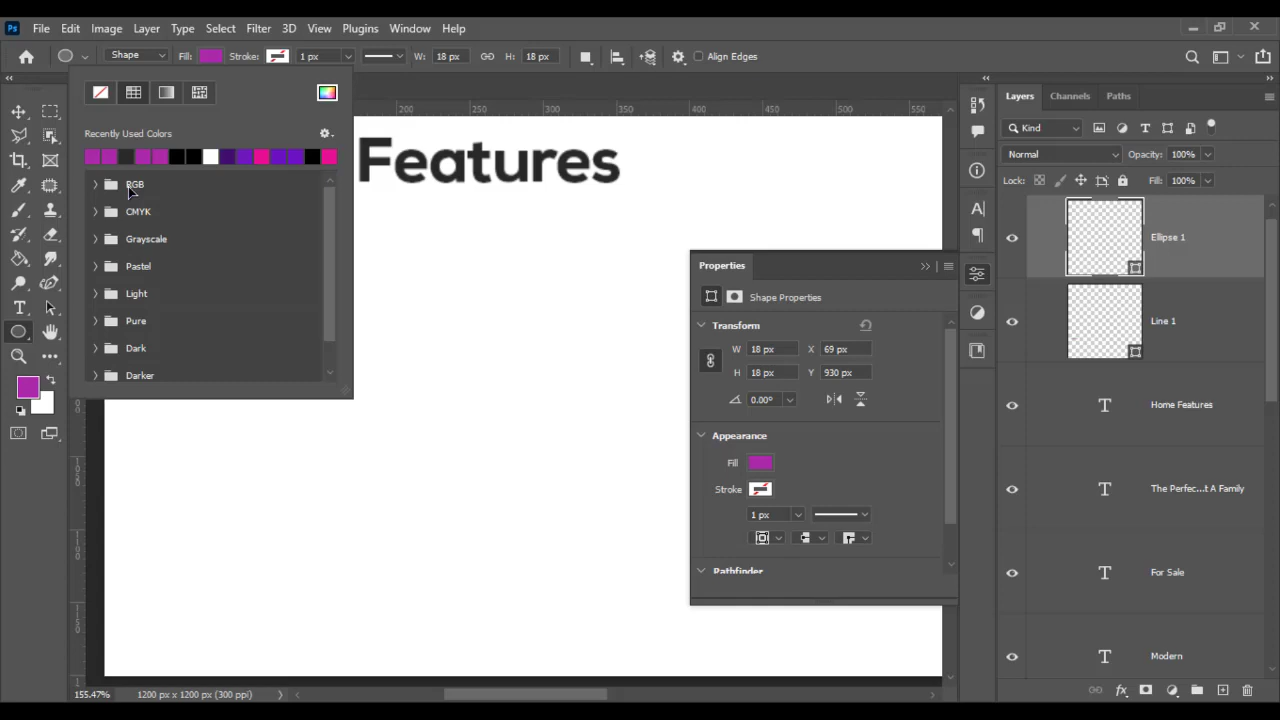 Ps File Edit Image Layer Type Select Filter 3D View Plugins Window Help
Shape Fill: Stroke: 1 px W: 18 px H: 18 px Align Edges
Recently Used Colors
RGB
CMYK
Grayscale
Pastel
Light
Pure
Dark
Darker
200 250 300 350 400 450 500 550
Features
Properties
Shape Properties
Transform
W 18 px X 69 px
H 18 px Y 930 px
0.00°
Appearance
Fill
Stroke
1 px
Pathfinder
Layers Channels Paths
Kind
Normal Opacity: 100%
Lock: Fill: 100%
Ellipse 1
Line 1
Home Features
The Perfec...t A Family
For Sale
Modern
155.47% 1200 px x 1200 px (300 ppi)